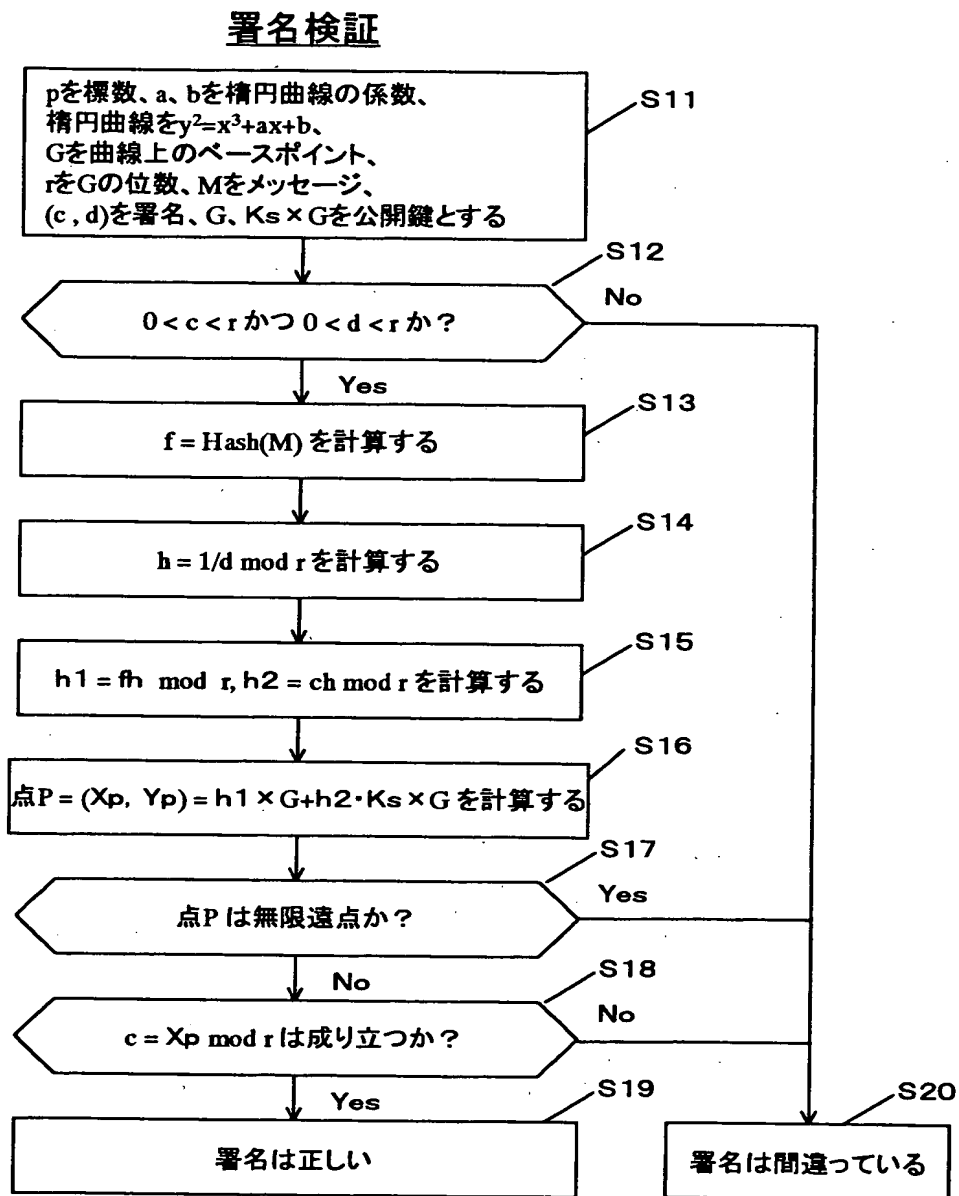 署名検証
pを標数、a、bを楕円曲線の係数、
楕円曲線をy²=x³+ax+b、
Gを曲線上のベースポイント、
rをGの位数、Mをメッセージ、
(c , d)を署名、G、Ks×Gを公開鍵とする
S11
S12
0 < c < r かつ 0 < d < r か?
No
Yes
S13
f = Hash(M) を計算する
S14
h = 1/d mod r を計算する
S15
h1 = fh mod r, h2 = ch mod r を計算する
S16
点P = (Xp, Yp) = h1×G+h2・Ks×G を計算する
S17
点P は無限遠点か?
Yes
No
S18
c = Xp mod r は成り立つか?
No
Yes
S19
署名は正しい
S20
署名は間違っている